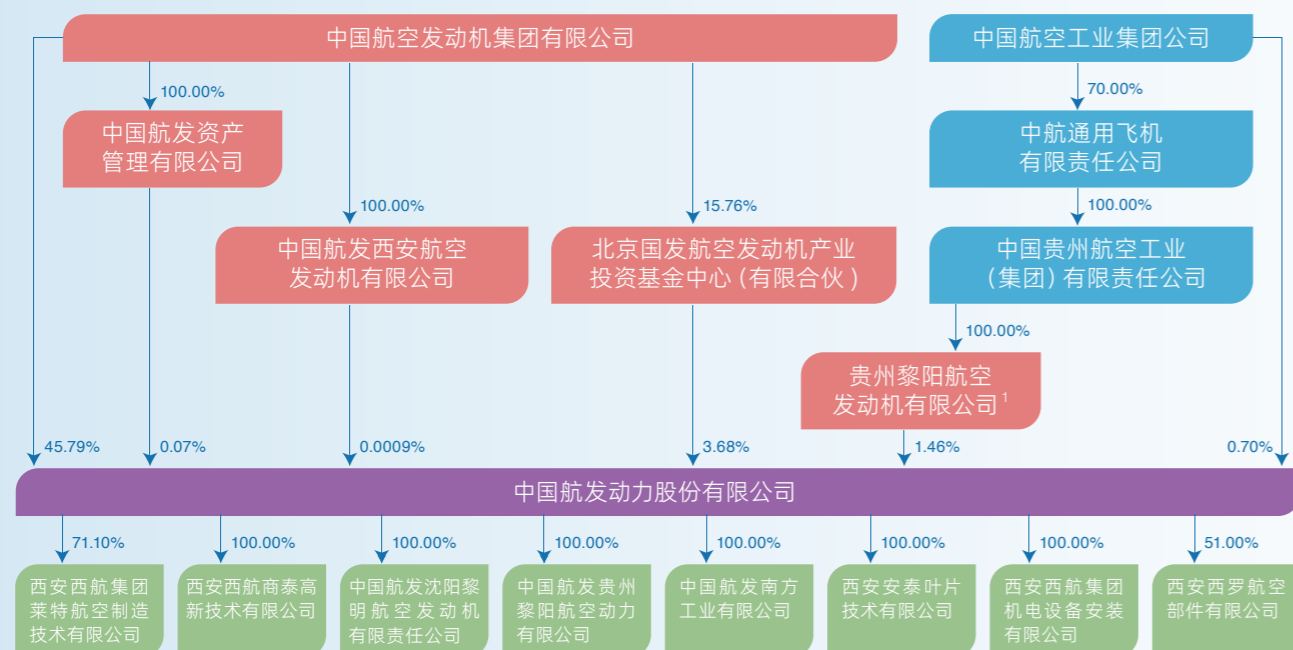 中国航空发动机集团有限公司
中国航空工业集团公司
100.00%
70.00%
中国航发资产
管理有限公司
中航通用飞机
有限责任公司
100.00%
15.76%
100.00%
中国航发西安航空
发动机有限公司
北京国发航空发动机产业
投资基金中心（有限合伙）
中国贵州航空工业
（集团）有限责任公司
100.00%
贵州黎阳航空
发动机有限公司1
45.79%
0.07%
0.0009%
3.68%
1.46%
0.70%
中国航发动力股份有限公司
71.10%
100.00%
100.00%
100.00%
100.00%
100.00%
100.00%
51.00%
西安西航集团
莱特航空制造
技术有限公司
西安西航商泰高
新技术有限公司
中国航发沈阳黎
明航空发动机
有限责任公司
中国航发贵州
黎阳航空动力
有限公司
中国航发南方
工业有限公司
西安安泰叶片
技术有限公司
西安西航集团
机电设备安装
有限公司
西安西罗航空
部件有限公司